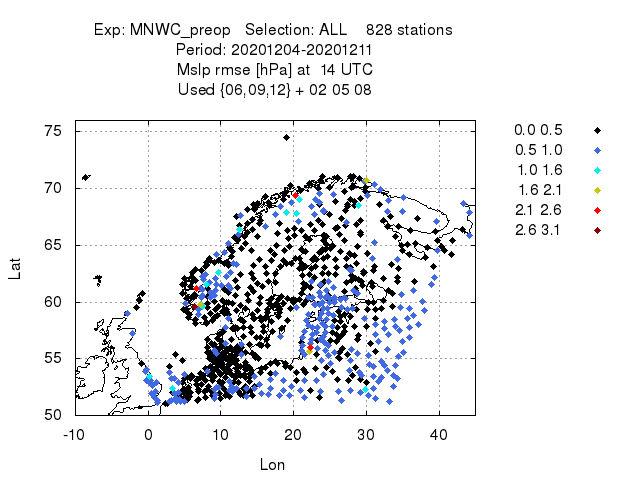 Exp: MNWC_preop   Selection: ALL    828 stations
Period: 20201204-20201211
Mslp rmse [hPa] at  14 UTC
Used {06,09,12} + 02 05 08
75
70
65
60
55
50
-10 0 10 20 30 40
Lat
Lon
0.0 0.5
0.5 1.0
1.0 1.6
1.6 2.1
2.1 2.6
2.6 3.1